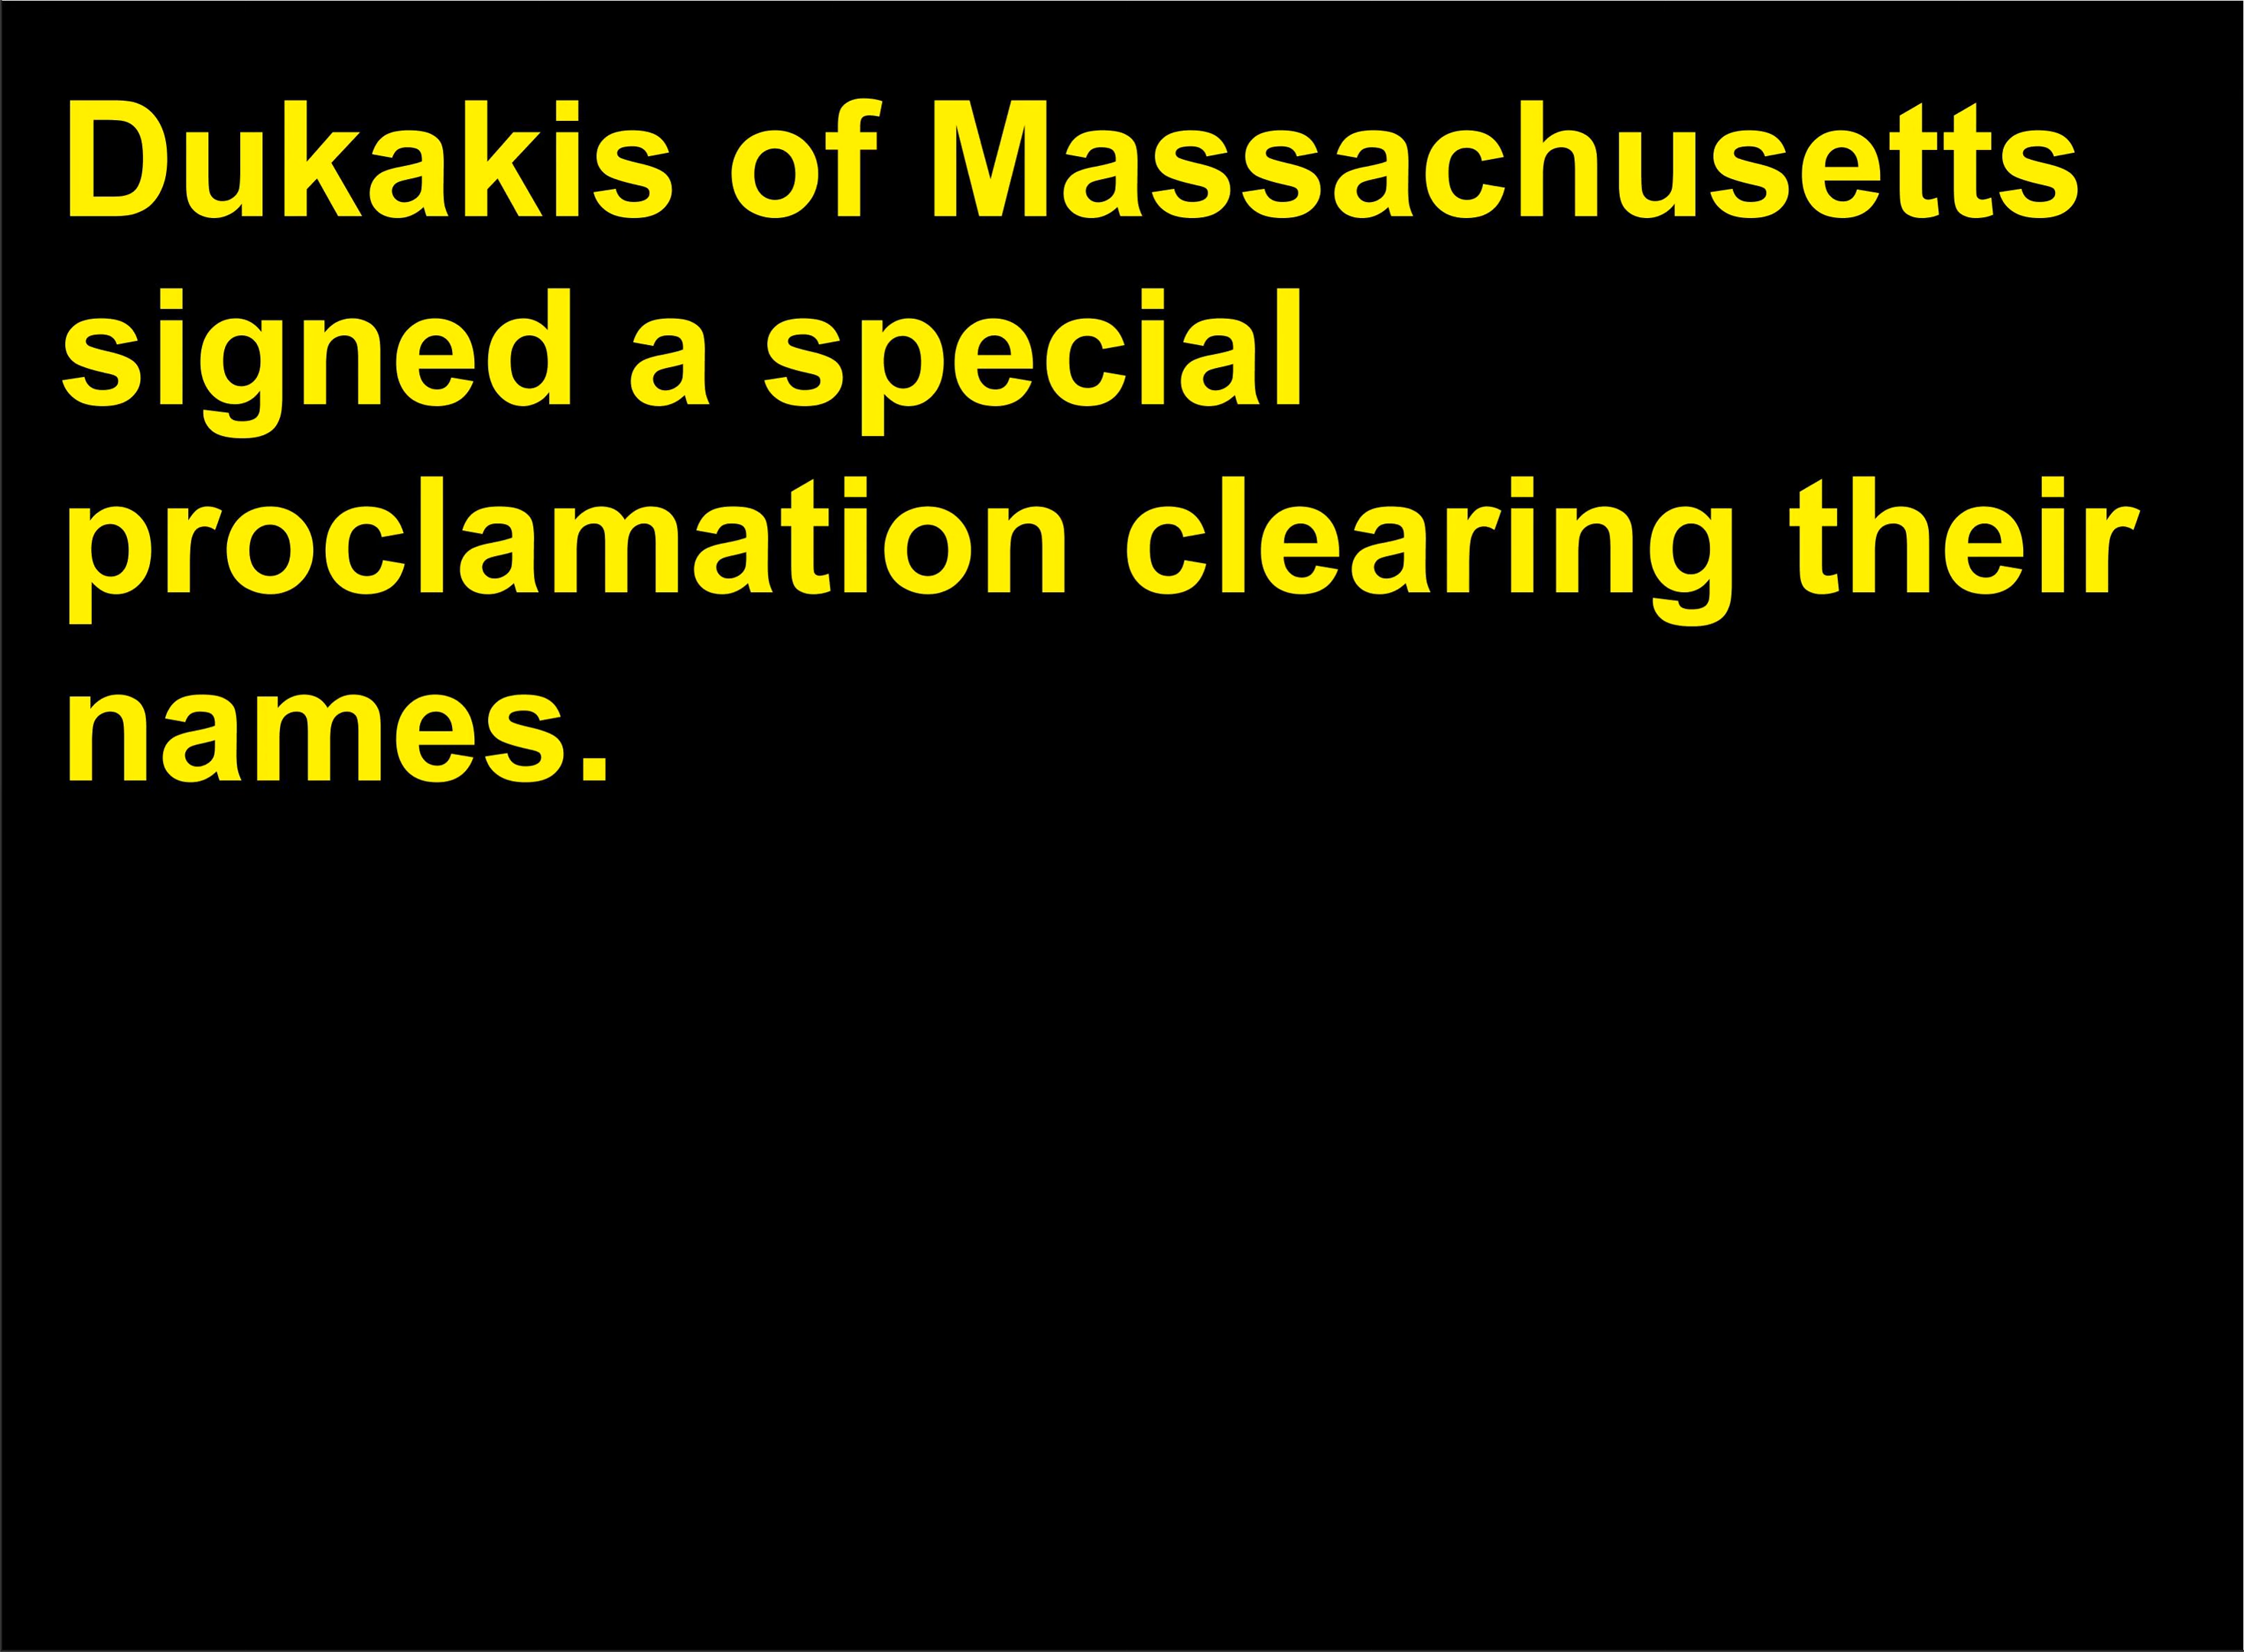 Dukakis of Massachusetts
signed a special
proclamation clearing their
names.